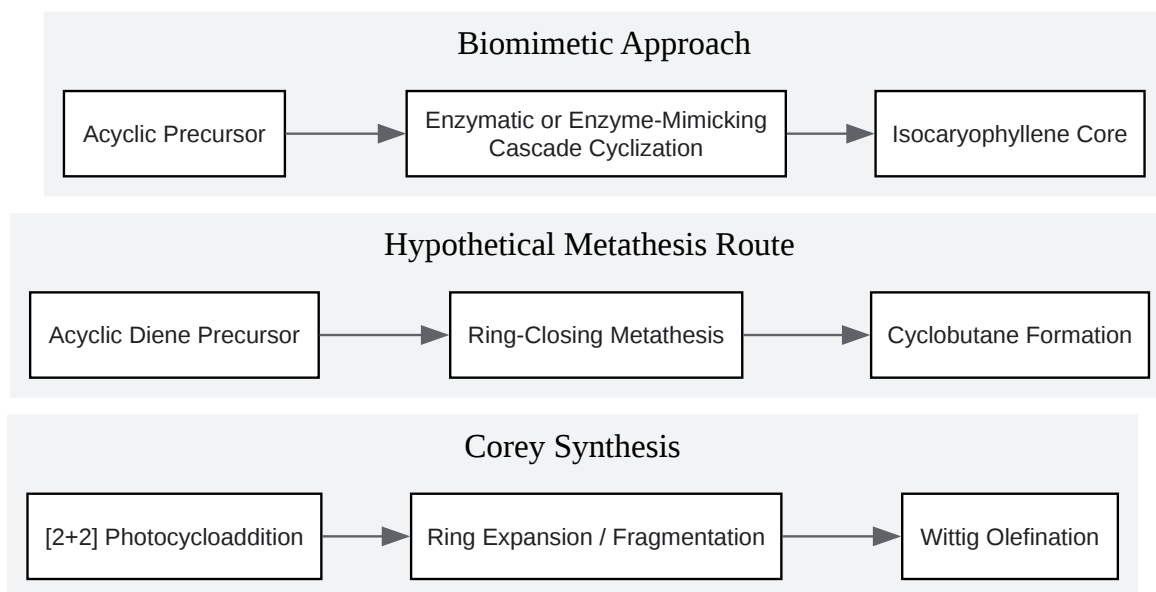 Biomimetic Approach
Acyclic Precursor
Enzymatic or Enzyme-Mimicking
Cascade Cyclization
Isocaryophyllene Core
Hypothetical Metathesis Route
Acyclic Diene Precursor
Ring-Closing Metathesis
Cyclobutane Formation
Corey Synthesis
[2+2] Photocycloaddition
Ring Expansion / Fragmentation
Wittig Olefination